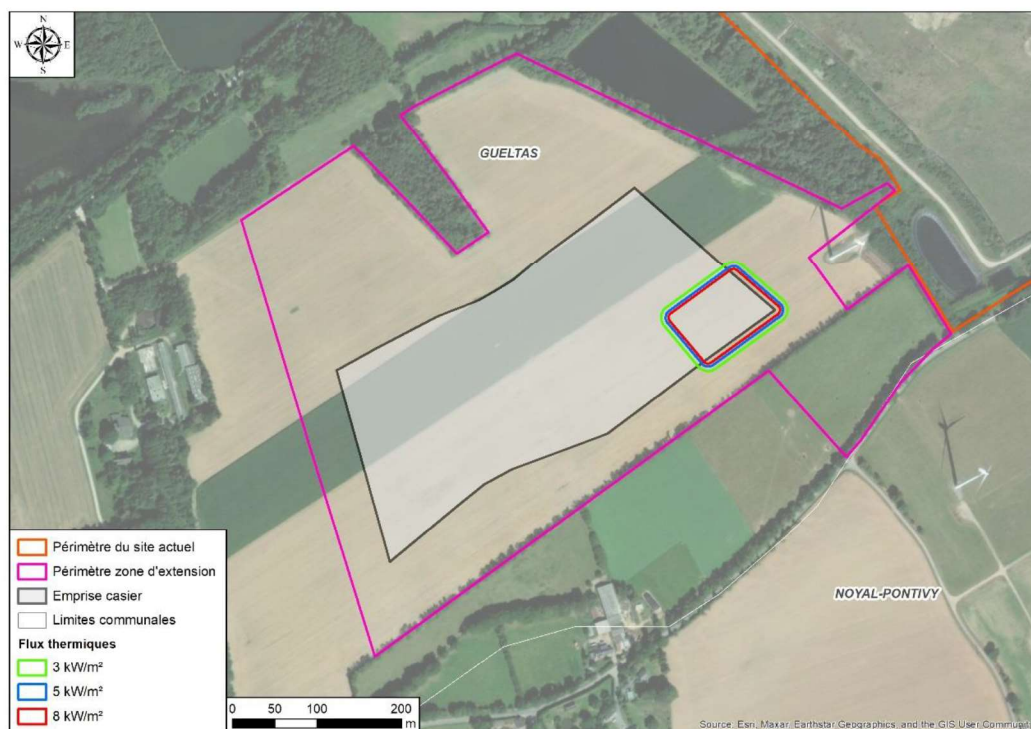 N
W E
S
GUELTAS
NOYAL-PONTIVY
Périmètre du site actuel
Périmètre zone d'extension
Emprise casier
Limites communales
Flux thermiques
3 kW/m²
5 kW/m²
8 kW/m²
0 50 100 200
m
Source: Esri, Maxar, Earthstar Geographics, and the GIS User Community